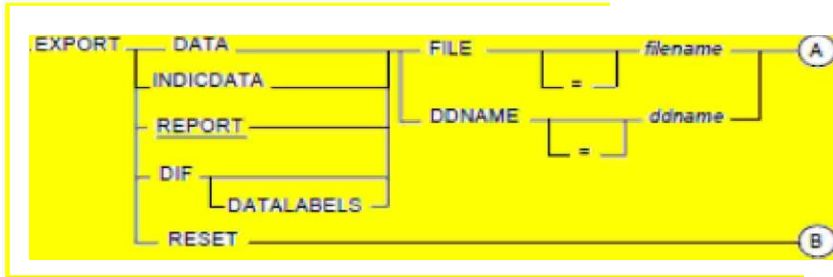 .EXPORT DATA FILE filename A
INDICDATA =
REPORT DDNAME ddname
=
DIF
DATALABELS
RESET B